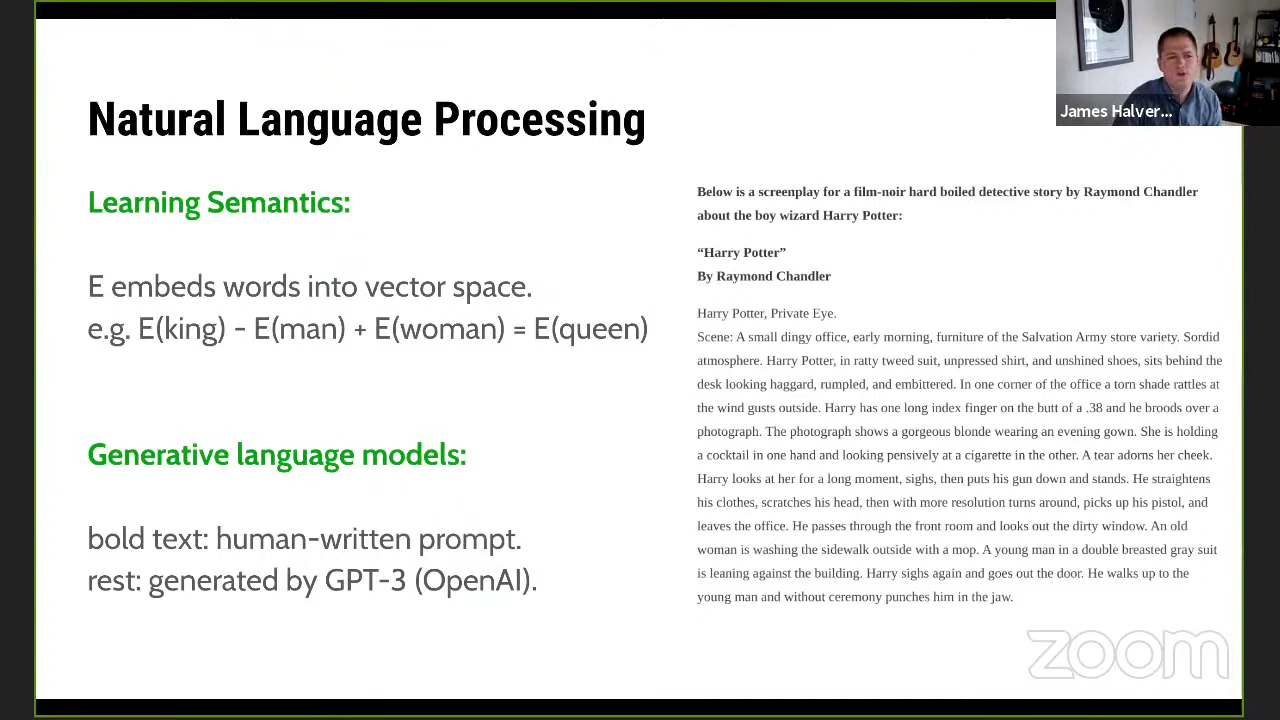 Natural Language Processing
Learning Semantics:
E embeds words into vector space.
e.g. E(king) - E(man) + E(woman) = E(queen)
Generative language models:
bold text: human-written prompt.
rest: generated by GPT-3 (OpenAI).
Below is a screenplay for a film-noir hard boiled detective story by Raymond Chandler
about the boy wizard Harry Potter:
“Harry Potter”
By Raymond Chandler
Harry Potter, Private Eye.
Scene: A small dingy office, early morning, furniture of the Salvation Army store variety. Sordid
atmosphere. Harry Potter, in ratty tweed suit, unpressed shirt, and unshined shoes, sits behind the
desk looking haggard, rumpled, and embittered. In one corner of the office a torn shade rattles at
the wind gusts outside. Harry has one long index finger on the butt of a .38 and he broods over a
photograph. The photograph shows a gorgeous blonde wearing an evening gown. She is holding
a cocktail in one hand and looking pensively at a cigarette in the other. A tear adorns her cheek.
Harry looks at her for a long moment, sighs, then puts his gun down and stands. He straightens
his clothes, scratches his head, then with more resolution turns around, picks up his pistol, and
leaves the office. He passes through the front room and looks out the dirty window. An old
woman is washing the sidewalk outside with a mop. A young man in a double breasted gray suit
is leaning against the building. Harry sighs again and goes out the door. He walks up to the
young man and without ceremony punches him in the jaw.
James Halver...
zoom